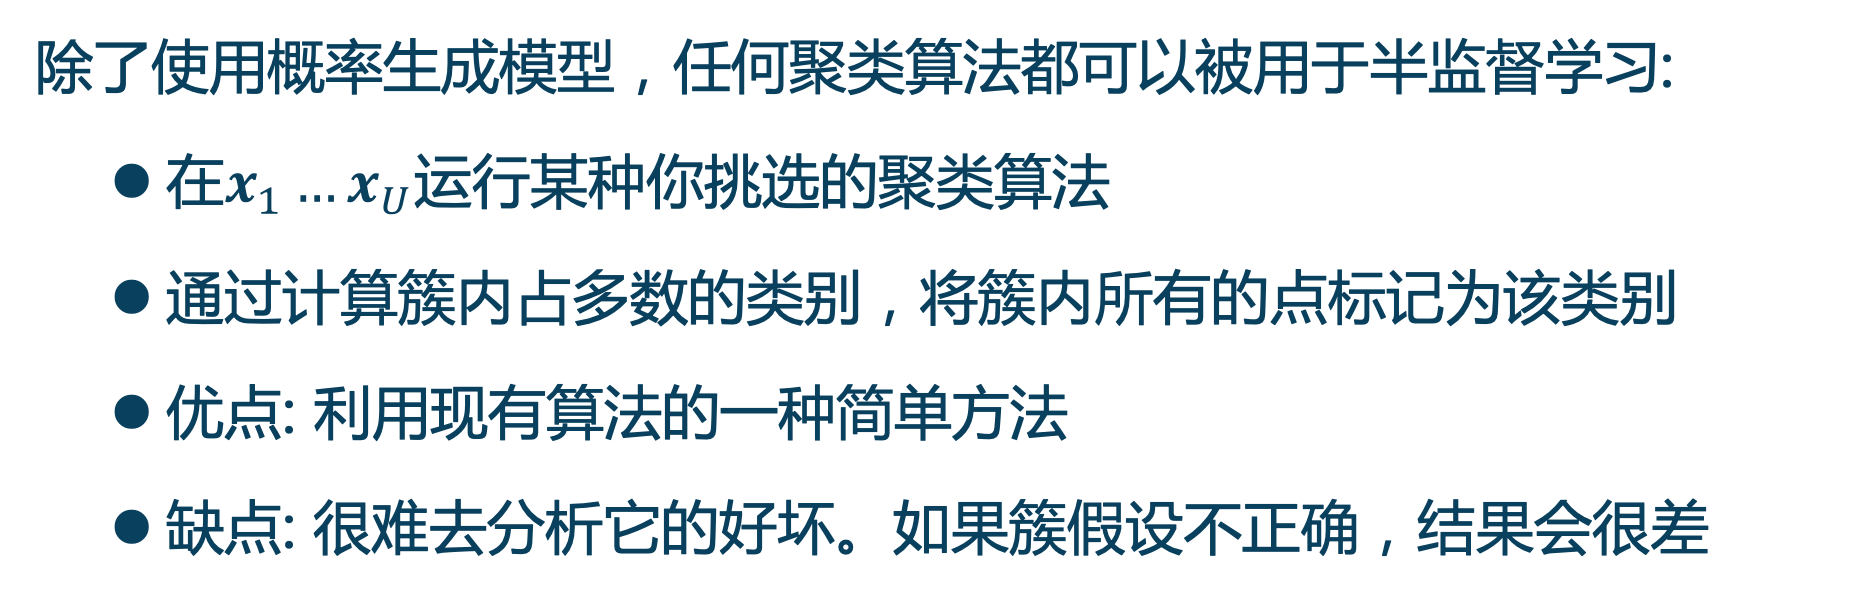 除了使用概率生成模型，任何聚类算法都可以被用于半监督学习:
● 在𝒙₁ … 𝒙_U运行某种你挑选的聚类算法
● 通过计算簇内占多数的类别，将簇内所有的点标记为该类别
● 优点: 利用现有算法的一种简单方法
● 缺点: 很难去分析它的好坏。如果簇假设不正确，结果会很差